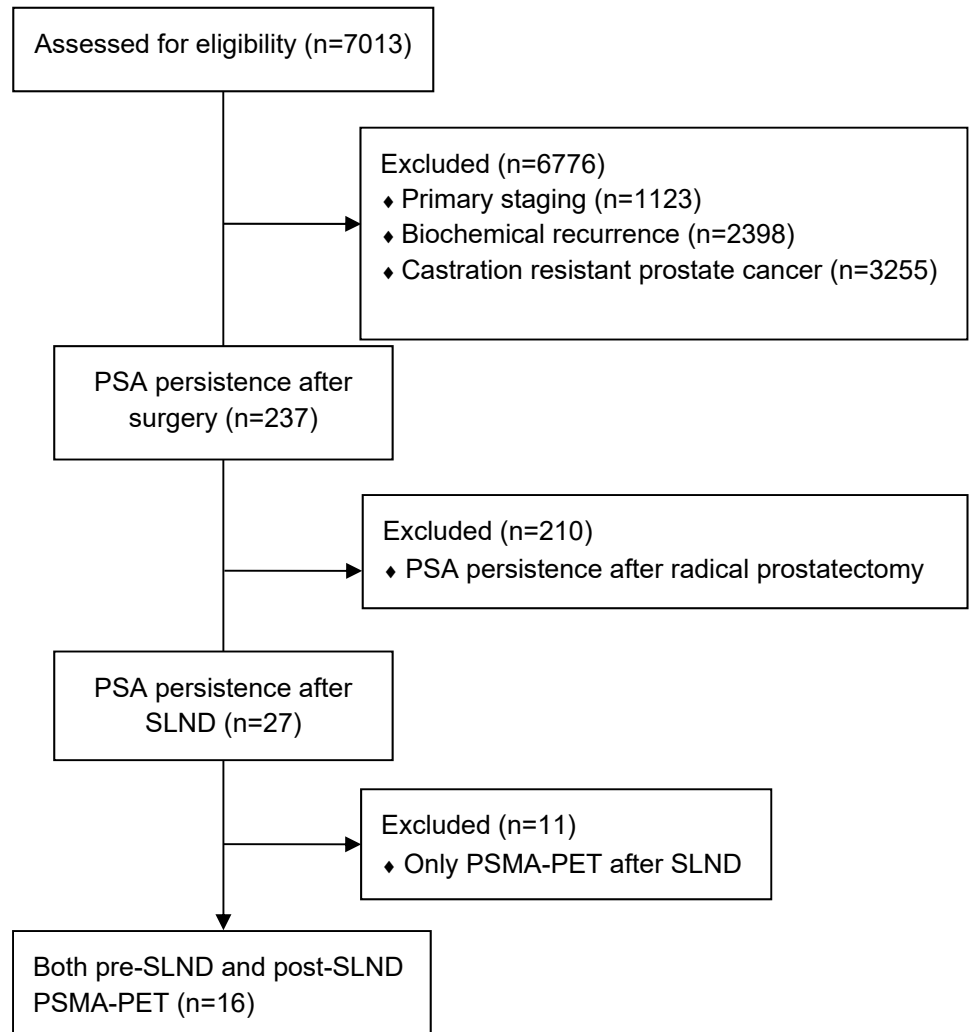 Assessed for eligibility (n=7013)
Excluded (n=6776)
♦ Primary staging (n=1123)
♦ Biochemical recurrence (n=2398)
♦ Castration resistant prostate cancer (n=3255)
PSA persistence after
surgery (n=237)
Excluded (n=210)
♦ PSA persistence after radical prostatectomy
PSA persistence after
SLND (n=27)
Excluded (n=11)
♦ Only PSMA-PET after SLND
Both pre-SLND and post-SLND
PSMA-PET (n=16)